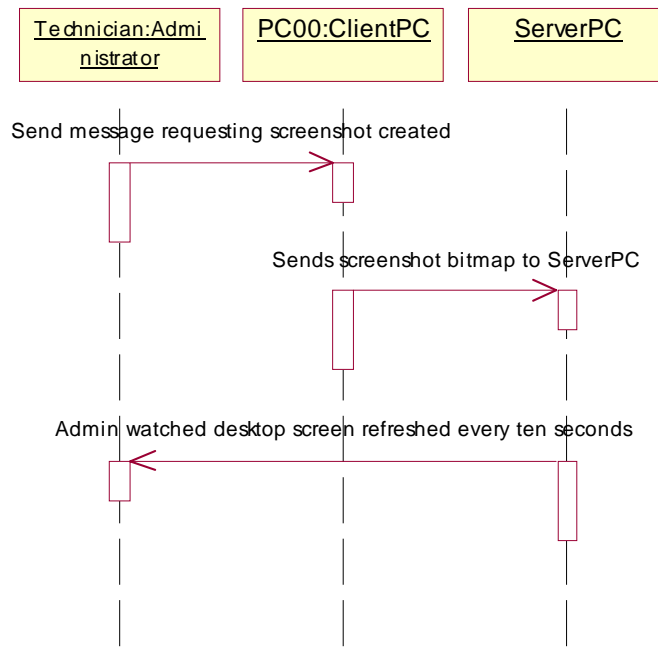 Technician:Admi
nistrator
PC00:ClientPC
ServerPC
Send message requesting screenshot created
Sends screenshot bitmap to ServerPC
Admin watched desktop screen refreshed every ten seconds